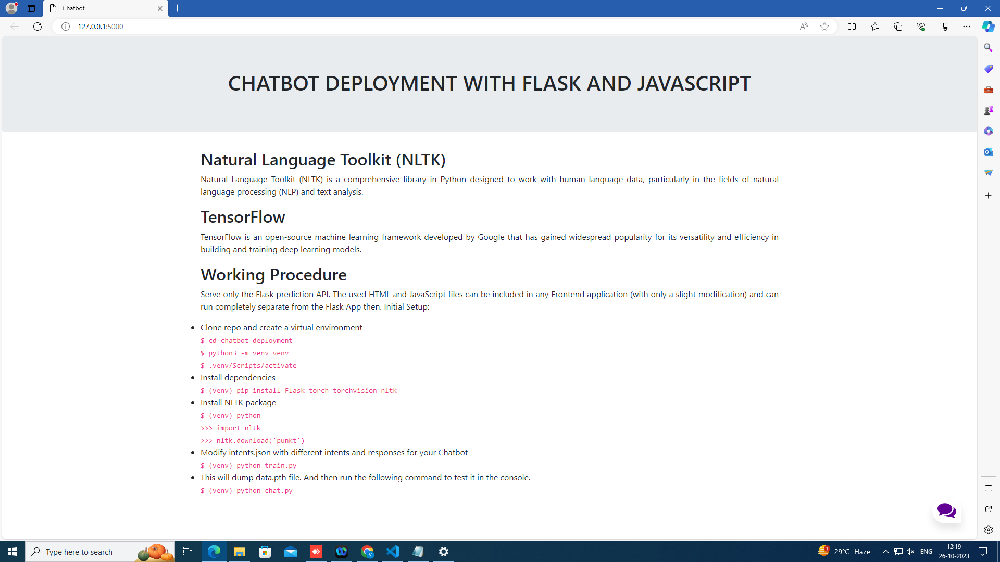 Chatbot
127.0.0.1:5000
CHATBOT DEPLOYMENT WITH FLASK AND JAVASCRIPT
Natural Language Toolkit (NLTK)
Natural Language Toolkit (NLTK) is a comprehensive library in Python designed to work with human language data, particularly in the fields of natural
language processing (NLP) and text analysis.
TensorFlow
TensorFlow is an open-source machine learning framework developed by Google that has gained widespread popularity for its versatility and efficiency in
building and training deep learning models.
Working Procedure
Serve only the Flask prediction API. The used HTML and JavaScript files can be included in any Frontend application (with only a slight modification) and can
run completely separate from the Flask App then. Initial Setup:
• Clone repo and create a virtual environment
$ cd chatbot-deployment
$ python3 -m venv venv
$ .venv/Scripts/activate
• Install dependencies
$ (venv) pip install Flask torch torchvision nltk
• Install NLTK package
$ (venv) python
>>> import nltk
>>> nltk.download('punkt')
• Modify intents.json with different intents and responses for your Chatbot
$ (venv) python train.py
• This will dump data.pth file. And then run the following command to test it in the console.
$ (venv) python chat.py
Type here to search
1
29°C Haze
ENG
12:19
26-10-2023